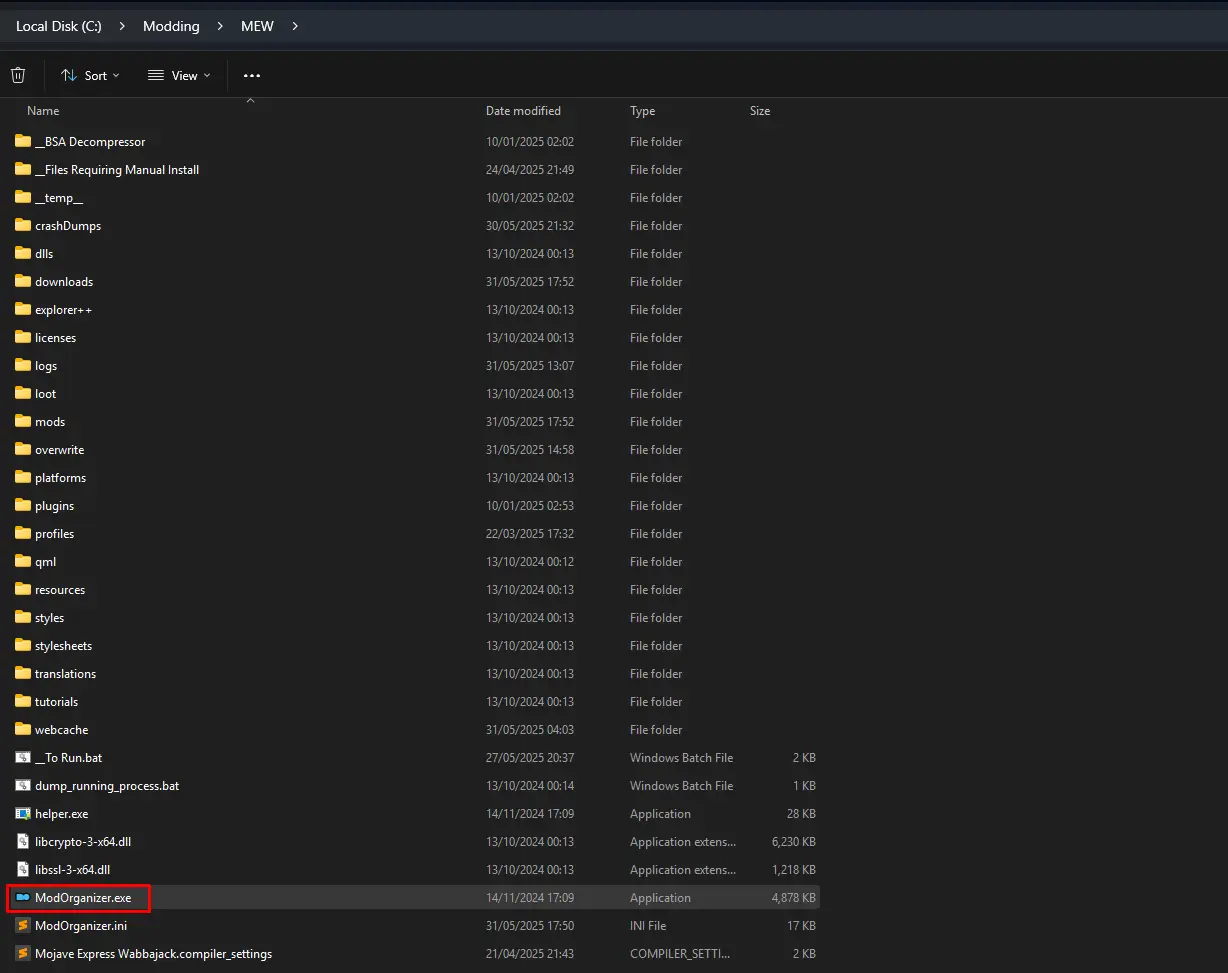 Local Disk (C:) > Modding > MEW >
Sort View ...
Name Date modified Type Size
__BSA Decompressor 10/01/2025 02:02 File folder
__Files Requiring Manual Install 24/04/2025 21:49 File folder
__temp__ 10/01/2025 02:02 File folder
crashDumps 30/05/2025 21:32 File folder
dlls 13/10/2024 00:13 File folder
downloads 31/05/2025 17:52 File folder
explorer++ 13/10/2024 00:13 File folder
licenses 13/10/2024 00:13 File folder
logs 31/05/2025 13:07 File folder
loot 13/10/2024 00:13 File folder
mods 31/05/2025 17:52 File folder
overwrite 31/05/2025 14:58 File folder
platforms 13/10/2024 00:13 File folder
plugins 10/01/2025 02:53 File folder
profiles 22/03/2025 17:32 File folder
qml 13/10/2024 00:12 File folder
resources 13/10/2024 00:13 File folder
styles 13/10/2024 00:13 File folder
stylesheets 13/10/2024 00:13 File folder
translations 13/10/2024 00:13 File folder
tutorials 13/10/2024 00:13 File folder
webcache 31/05/2025 04:03 File folder
__To Run.bat 27/05/2025 20:37 Windows Batch File 2 KB
dump_running_process.bat 13/10/2024 00:14 Windows Batch File 1 KB
helper.exe 14/11/2024 17:09 Application 28 KB
libcrypto-3-x64.dll 13/10/2024 00:13 Application extens... 6,230 KB
libssl-3-x64.dll 13/10/2024 00:13 Application extens... 1,218 KB
ModOrganizer.exe 14/11/2024 17:09 Application 4,878 KB
ModOrganizer.ini 31/05/2025 17:50 INI File 17 KB
Mojave Express Wabbajack.compiler_settings 21/04/2025 21:43 COMPILER_SETTI... 2 KB